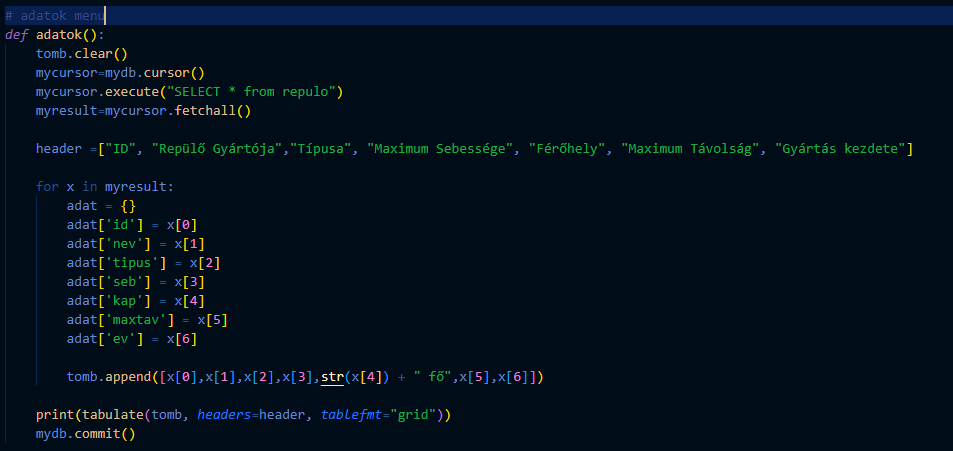 # adatok menu
def adatok():
    tomb.clear()
    mycursor=mydb.cursor()
    mycursor.execute("SELECT * from repulo")
    myresult=mycursor.fetchall()

    header =["ID", "Repülő Gyártója","Típusa", "Maximum Sebessége", "Férőhely", "Maximum Távolság", "Gyártás kezdete"]

    for x in myresult:
        adat = {}
        adat['id'] = x[0]
        adat['nev'] = x[1]
        adat['tipus'] = x[2]
        adat['seb'] = x[3]
        adat['kap'] = x[4]
        adat['maxtav'] = x[5]
        adat['ev'] = x[6]

        tomb.append([x[0],x[1],x[2],x[3],str(x[4]) + " fő",x[5],x[6]])

    print(tabulate(tomb, headers=header, tablefmt="grid"))
    mydb.commit()